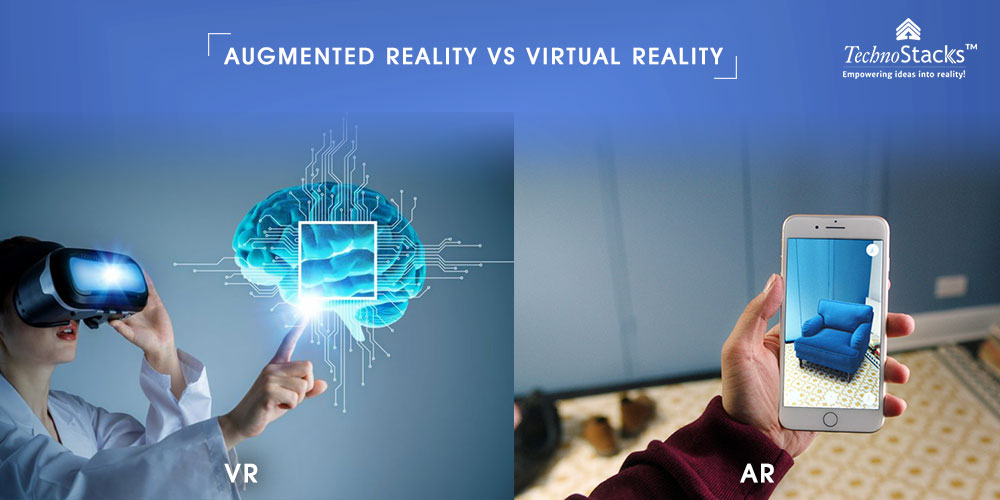 AUGMENTED REALITY VS VIRTUAL REALITY
TechnoStacks™
Empowering ideas into reality!
VR
AR